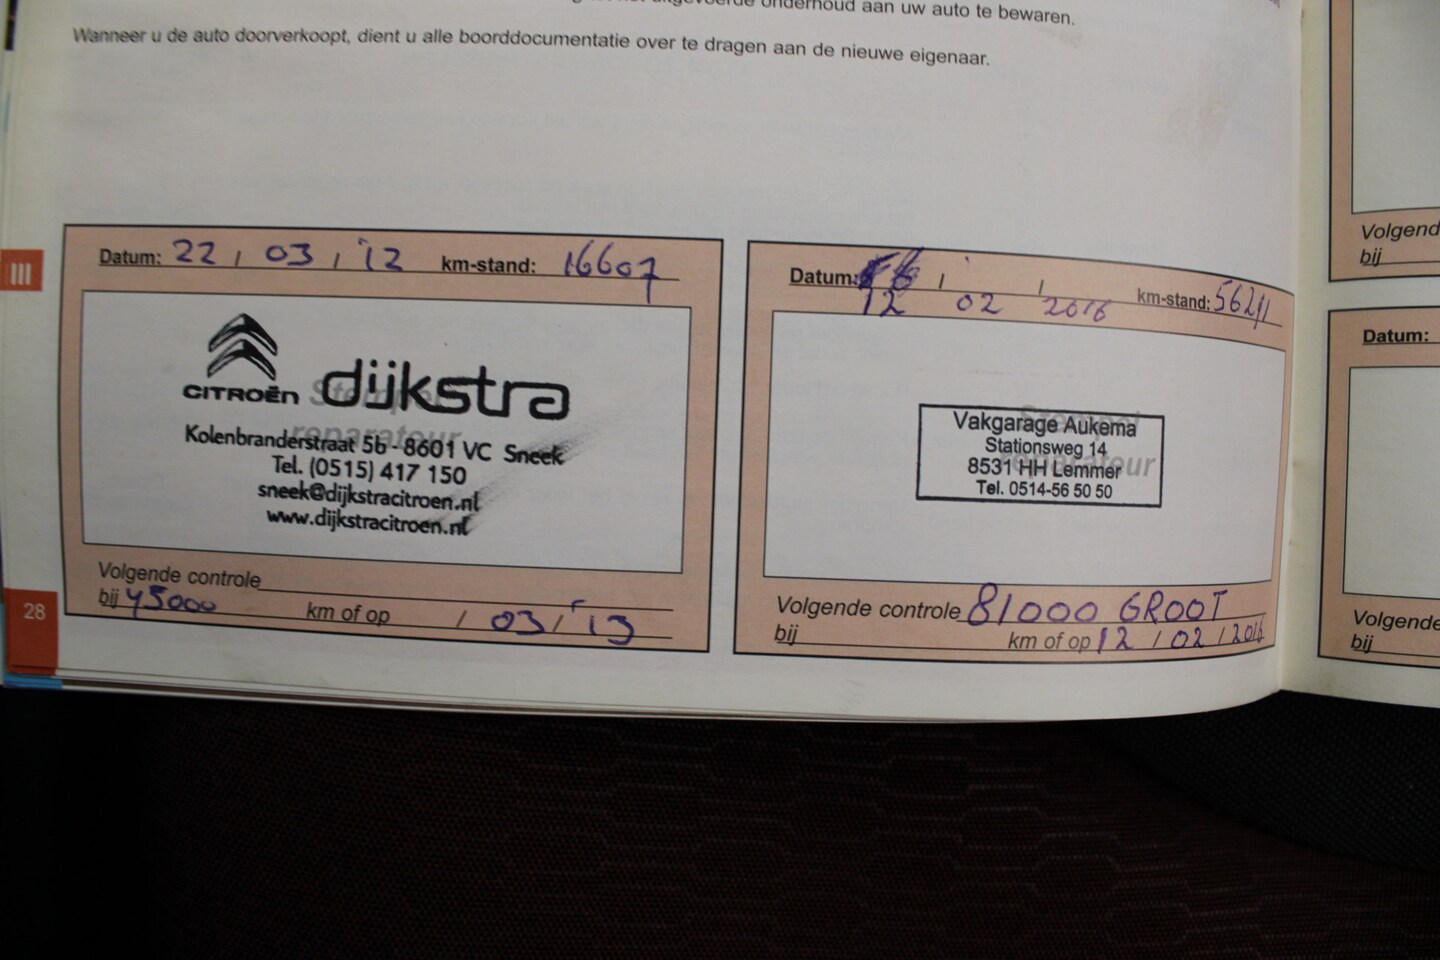 onderhoud aan uw auto te bewaren.
Wanneer u de auto doorverkoopt, dient u alle boorddocumentatie over te dragen aan de nieuwe eigenaar.
III
Datum: 22 / 03 / '12 km-stand: 16607
CITROËN dijkstra
Stempel
reparateur
Kolenbranderstraat 5b - 8601 VC Sneek
Tel. (0515) 417 150
sneek@dijkstracitroen.nl
www.dijkstracitroen.nl
Volgende controle
bij 45000 km of op / 03 / '13
28
Datum: / / km-stand: 56211
12 02 2016
Stempel
reparateur
Vakgarage Aukema
Stationsweg 14
8531 HH Lemmer
Tel. 0514-56 50 50
Volgende controle 81000 GROOT
bij km of op 12 / 02 / 2016
Volgend
bij
Datum:
Volgende
bij